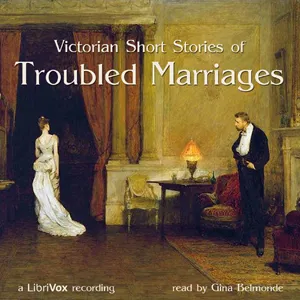 Victorian Short Stories of
Troubled Marriages
a LibriVox recording
read by Gina Belmonde